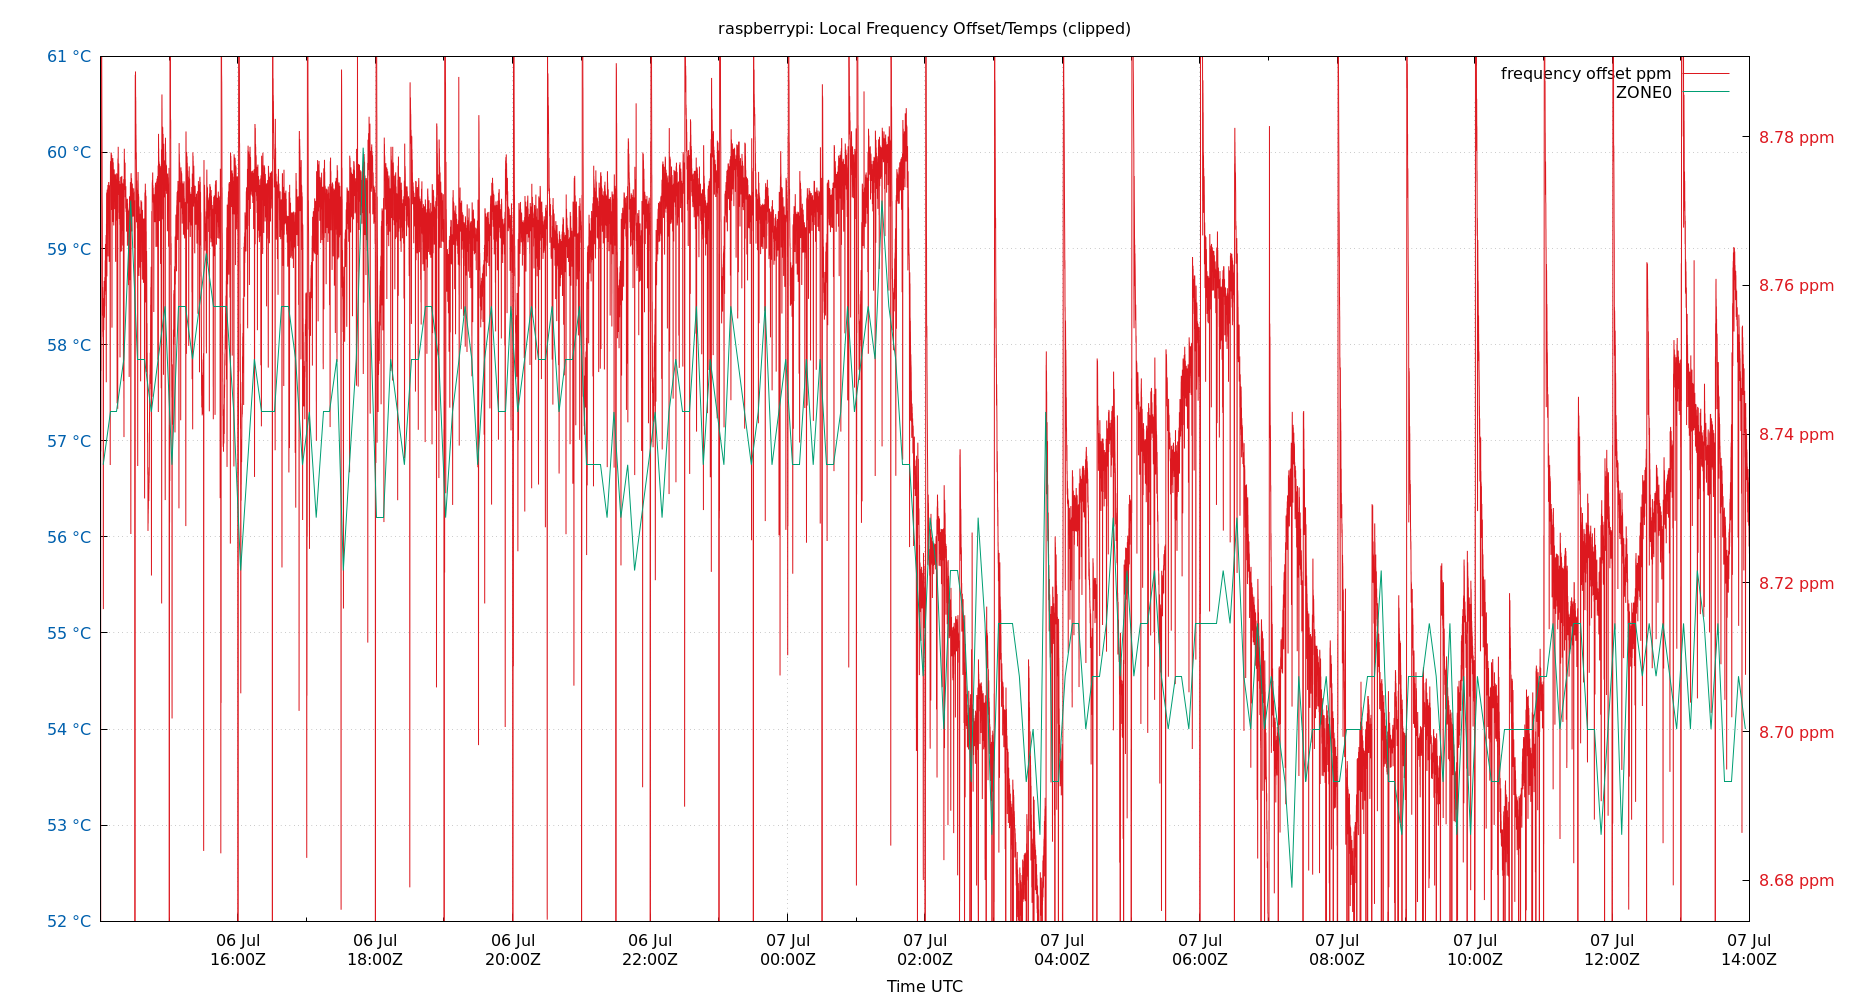 raspberrypi: Local Frequency Offset/Temps (clipped)
61 °C
60 °C
59 °C
58 °C
57 °C
56 °C
55 °C
54 °C
53 °C
52 °C
frequency offset ppm
ZONE0
8.78 ppm
8.76 ppm
8.74 ppm
8.72 ppm
8.70 ppm
8.68 ppm
06 Jul 16:00Z
06 Jul 18:00Z
06 Jul 20:00Z
06 Jul 22:00Z
07 Jul 00:00Z
07 Jul 02:00Z
07 Jul 04:00Z
07 Jul 06:00Z
07 Jul 08:00Z
07 Jul 10:00Z
07 Jul 12:00Z
07 Jul 14:00Z
Time UTC